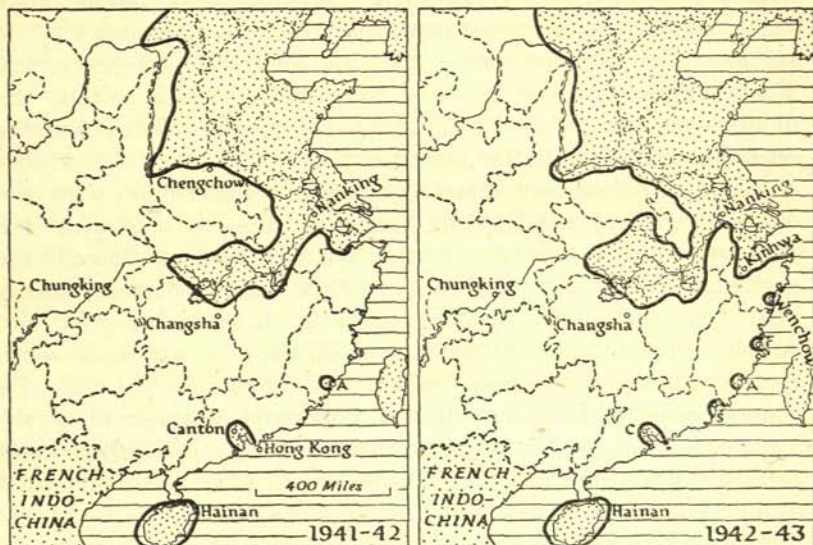 Chengchow
Nanking
Chungking
Changsha
A
Canton
Hong Kong
FRENCH
INDO-
CHINA
400 Miles
Hainan
1941-42
Nanking
Kinhwa
Chungking
Wenchow
Changsha
F
A
S
C
FRENCH
INDO-
CHINA
Hainan
1942-43